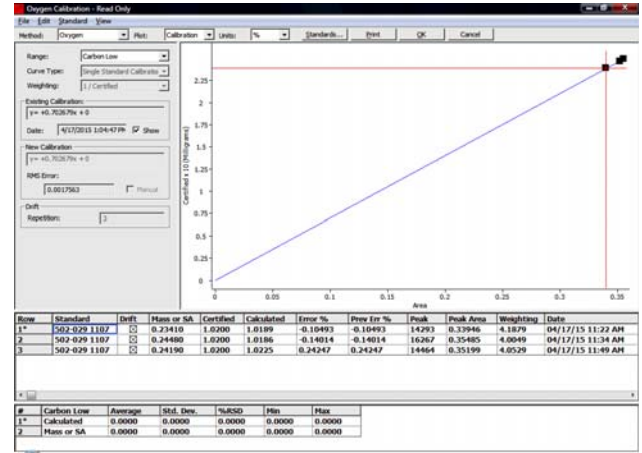 Oxygen Calibration - Read Only
File Edit Standard View
Method: Oxygen Plot: Calibration Units: % Standards... Print OK Cancel
Range: Carbon Low
Curve Type: Single Standard Calibratio
Weighting: 1 / Certified
Existing Calibration:
y= +0.702679x + 0
Date: 4/17/2015 1:04:47 PM Show
New Calibration
y= +0.702679x + 0
RMS Error:
0.0017563 Manual
Drift
Repetition: 3
Certified x 10 (Milligrams)
2.25
2
1.75
1.5
1.25
1
0.75
0.5
0.25
0
0 0.05 0.1 0.15 0.2 0.25 0.3 0.35
Area
Row Standard Drift Mass or SA Certified Calculated Error % Prev Err % Peak Peak Area Weighting Date
1* 502-029 1107 0.23410 1.0200 1.0189 -0.10493 -0.10493 14293 0.33946 4.1879 04/17/15 11:22 AM
2 502-029 1107 0.24480 1.0200 1.0186 -0.14014 -0.14014 16267 0.35485 4.0049 04/17/15 11:34 AM
3 502-029 1107 0.24190 1.0200 1.0225 0.24247 0.24247 14464 0.35199 4.0529 04/17/15 11:49 AM
# Carbon Low Average Std. Dev. %RSD Min Max
1* Calculated 0.0000 0.0000 0.0000 0.0000 0.0000
2 Mass or SA 0.0000 0.0000 0.0000 0.0000 0.0000